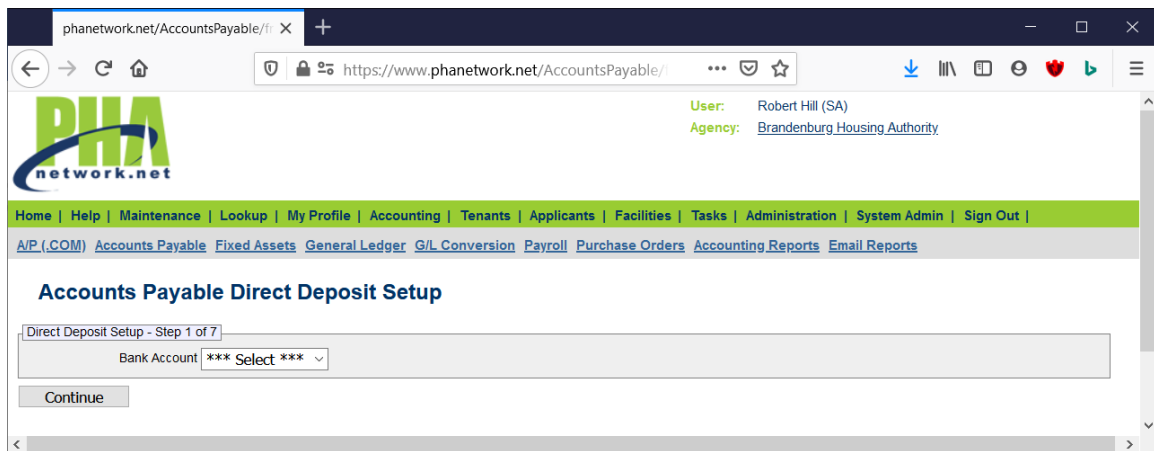 phanetwork.net/AccountsPayable/fr
https://www.phanetwork.net/AccountsPayable/
PHA
network.net
User: Robert Hill (SA)
Agency: Brandenburg Housing Authority
Home | Help | Maintenance | Lookup | My Profile | Accounting | Tenants | Applicants | Facilities | Tasks | Administration | System Admin | Sign Out |
A/P (.COM) Accounts Payable Fixed Assets General Ledger G/L Conversion Payroll Purchase Orders Accounting Reports Email Reports
Accounts Payable Direct Deposit Setup
Direct Deposit Setup - Step 1 of 7
Bank Account *** Select ***
Continue